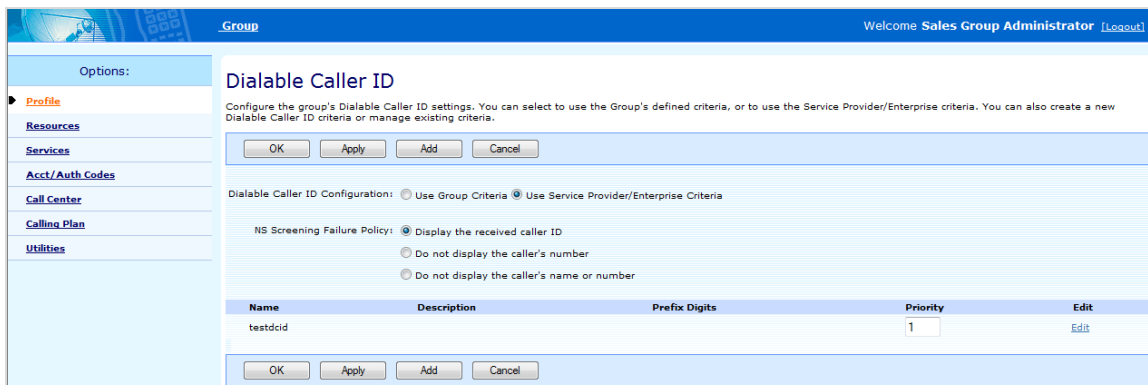 Group
Welcome Sales Group Administrator [Logout]
Options:
Profile
Resources
Services
Acct/Auth Codes
Call Center
Calling Plan
Utilities
Dialable Caller ID
Configure the group's Dialable Caller ID settings. You can select to use the Group's defined criteria, or to use the Service Provider/Enterprise criteria. You can also create a new
Dialable Caller ID criteria or manage existing criteria.
OK Apply Add Cancel
Dialable Caller ID Configuration: Use Group Criteria Use Service Provider/Enterprise Criteria
NS Screening Failure Policy: Display the received caller ID
Do not display the caller's number
Do not display the caller's name or number
Name Description Prefix Digits Priority Edit
testdcid 1 Edit
OK Apply Add Cancel